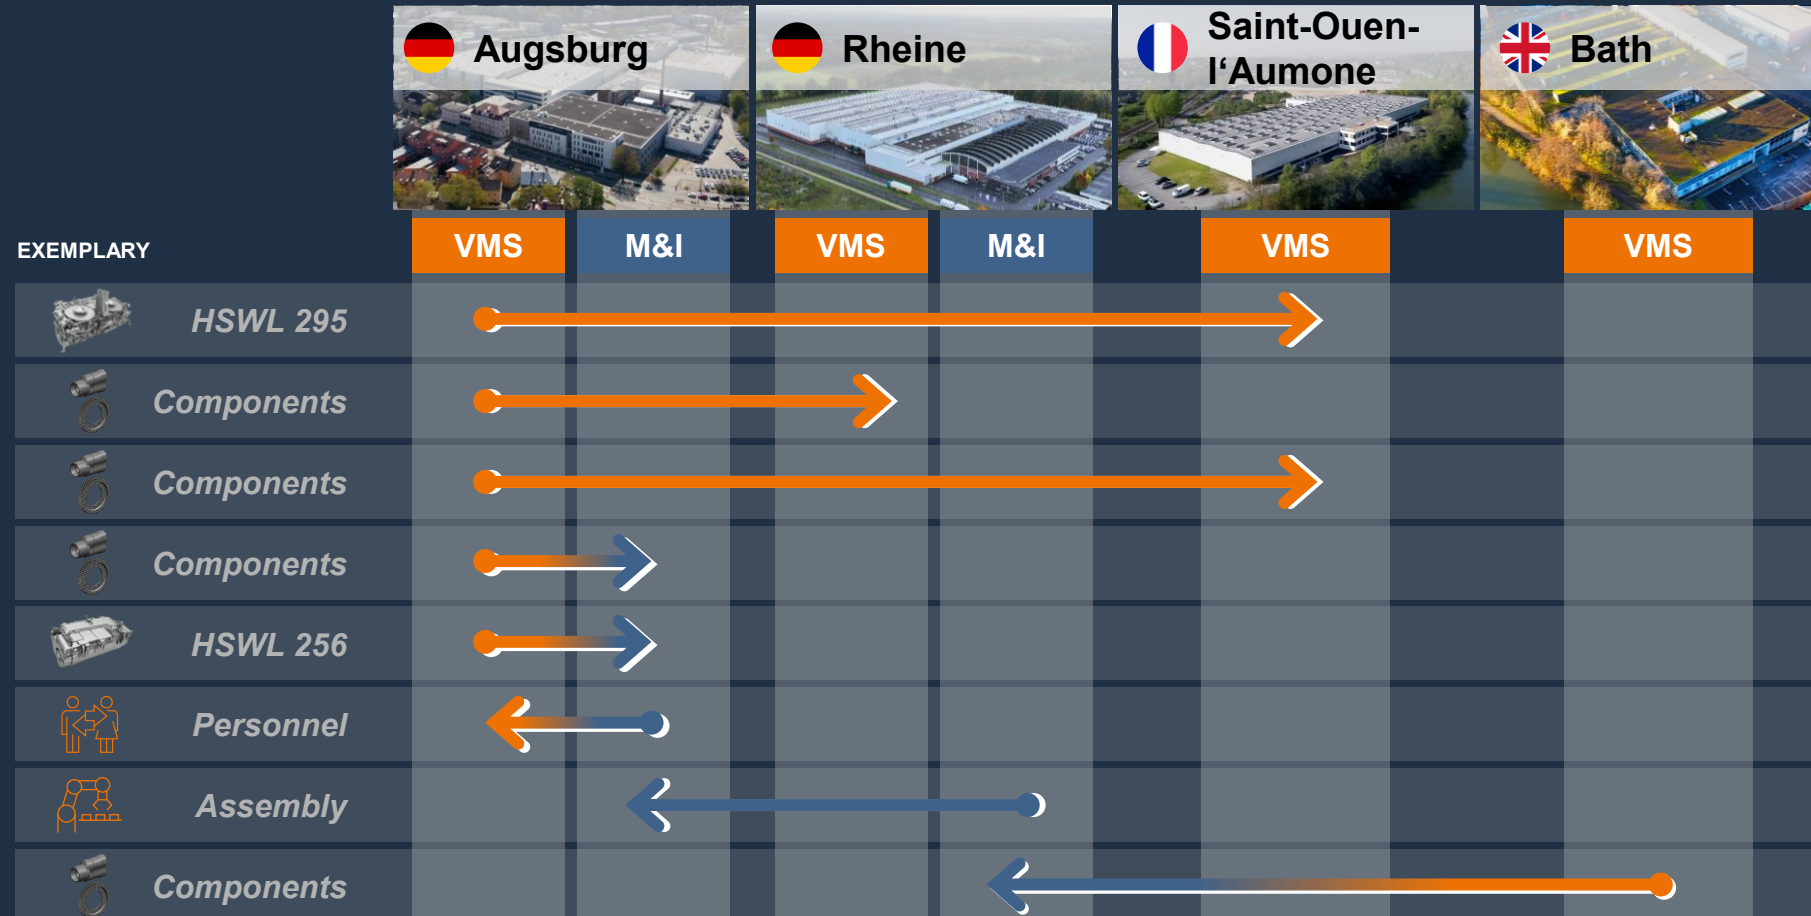 Augsburg
Rheine
Saint-Ouen-
l‘Aumone
Bath
EXEMPLARY
VMS
M&I
VMS
M&I
VMS
VMS
HSWL 295
Components
Components
Components
HSWL 256
Personnel
Assembly
Components